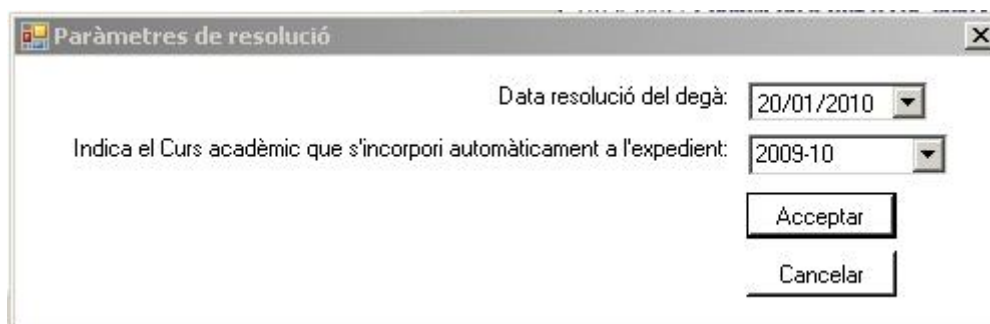 Paràmetres de resolució
Data resolució del degà: 20/01/2010
Indica el Curs acadèmic que s'incorpori automàticament a l'expedient: 2009-10
Acceptar
Cancelar